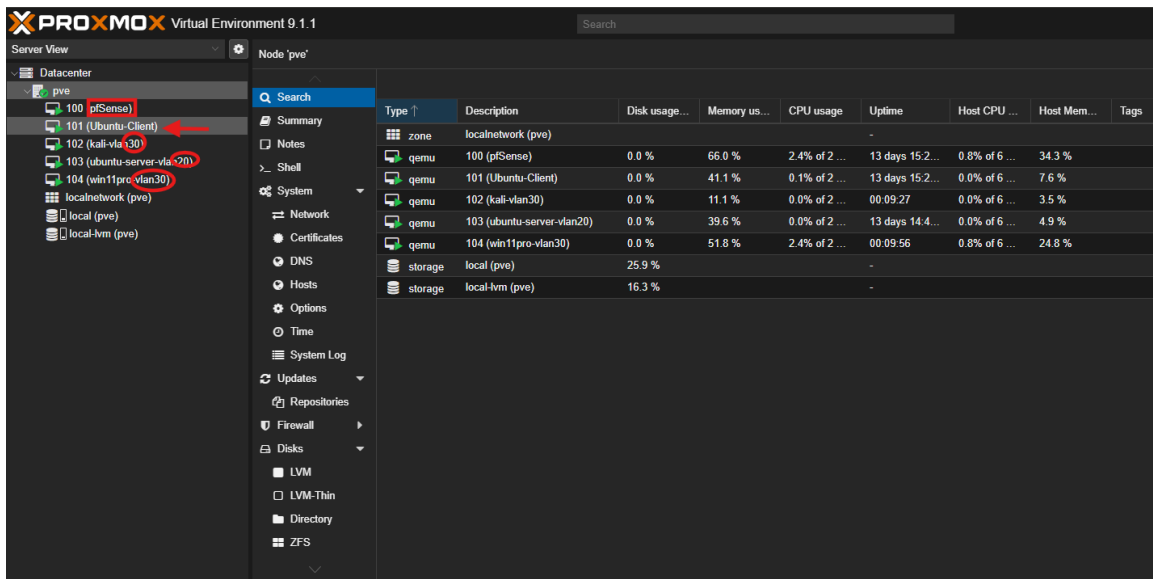 PROXMOX Virtual Environment 9.1.1
Search
Server View
Datacenter
pve
100 (pfSense)
101 (Ubuntu-Client)
102 (kali-vlan30)
103 (ubuntu-server-vlan20)
104 (win11pro-vlan30)
localnetwork (pve)
local (pve)
local-lvm (pve)
Node 'pve'
Search
Summary
Notes
>_ Shell
System
Network
Certificates
DNS
Hosts
Options
Time
System Log
Updates
Repositories
Firewall
Disks
LVM
LVM-Thin
Directory
ZFS
Type ↑ Description Disk usage... Memory us... CPU usage Uptime Host CPU ... Host Mem... Tags
zone localnetwork (pve) -
qemu 100 (pfSense) 0.0 % 66.0 % 2.4% of 2 ... 13 days 15:2... 0.8% of 6 ... 34.3 %
qemu 101 (Ubuntu-Client) 0.0 % 41.1 % 0.1% of 2 ... 13 days 15:2... 0.0% of 6 ... 7.6 %
qemu 102 (kali-vlan30) 0.0 % 11.1 % 0.0% of 2 ... 00:09:27 0.0% of 6 ... 3.5 %
qemu 103 (ubuntu-server-vlan20) 0.0 % 39.6 % 0.0% of 2 ... 13 days 14:4... 0.0% of 6 ... 4.9 %
qemu 104 (win11pro-vlan30) 0.0 % 51.8 % 2.4% of 2 ... 00:09:56 0.8% of 6 ... 24.8 %
storage local (pve) 25.9 % -
storage local-lvm (pve) 16.3 % -